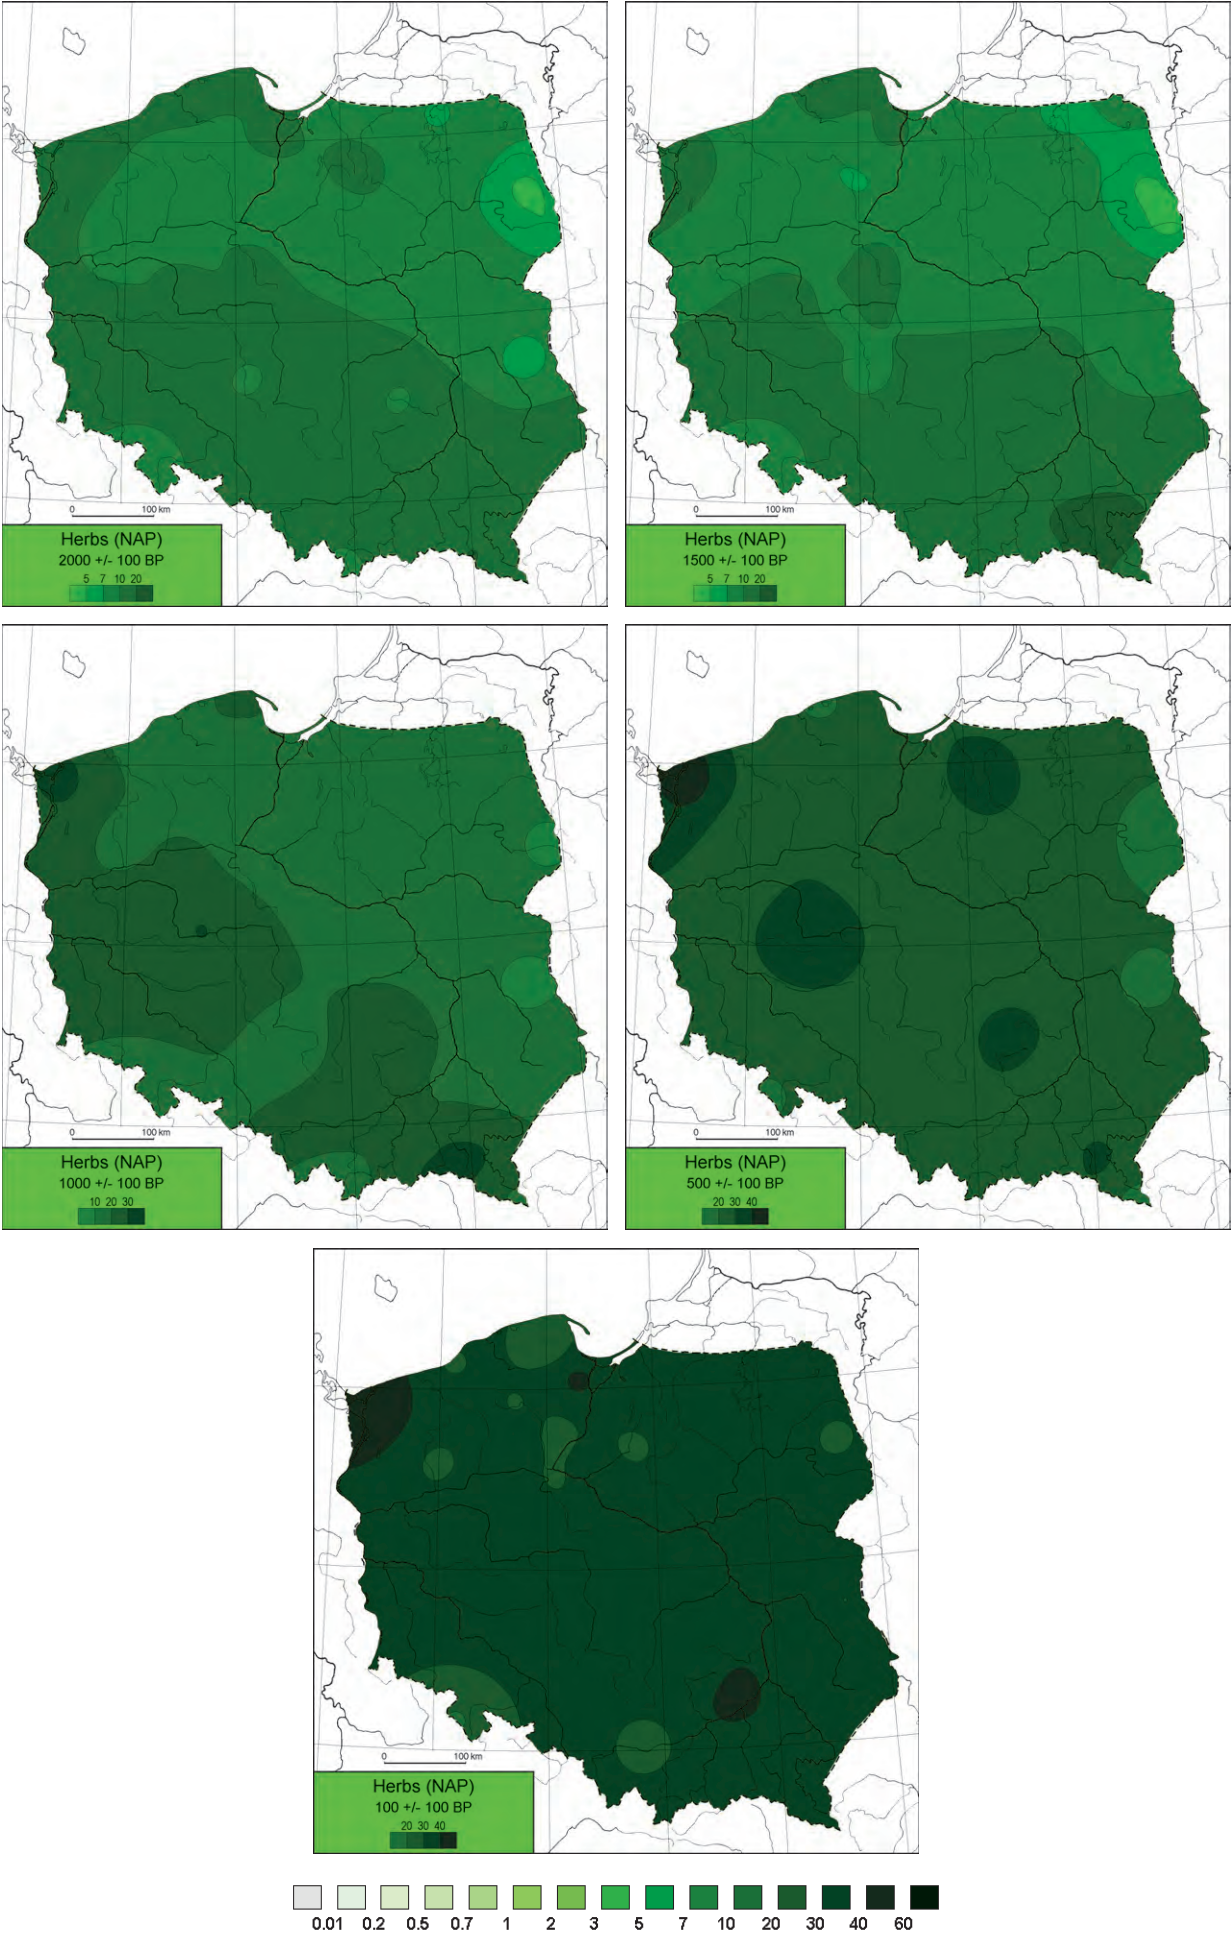 0 100 km
Herbs (NAP)
2000 +/- 100 BP
5 7 10 20
0 100 km
Herbs (NAP)
1500 +/- 100 BP
5 7 10 20
0 100 km
Herbs (NAP)
1000 +/- 100 BP
10 20 30
0 100 km
Herbs (NAP)
500 +/- 100 BP
20 30 40
0 100 km
Herbs (NAP)
100 +/- 100 BP
20 30 40
0.01 0.2 0.5 0.7 1 2 3 5 7 10 20 30 40 60